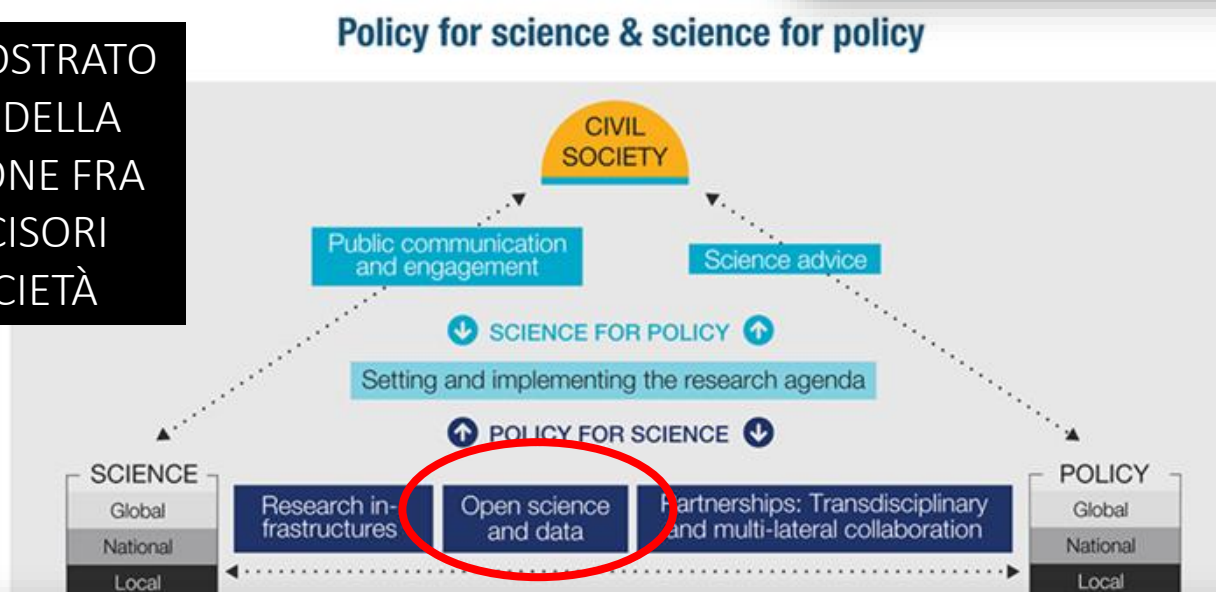 Policy for science & science for policy
OSTRATO
DELLA
ONE FRA
CISORI
CIETÀ
CIVIL
SOCIETY
Public communication
and engagement
Science advice
SCIENCE FOR POLICY
Setting and implementing the research agenda
POLICY FOR SCIENCE
SCIENCE
Global
National
Local
Research in-
frastructures
Open science
and data
Partnerships: Transdisciplinary
and multi-lateral collaboration
POLICY
Global
National
Local